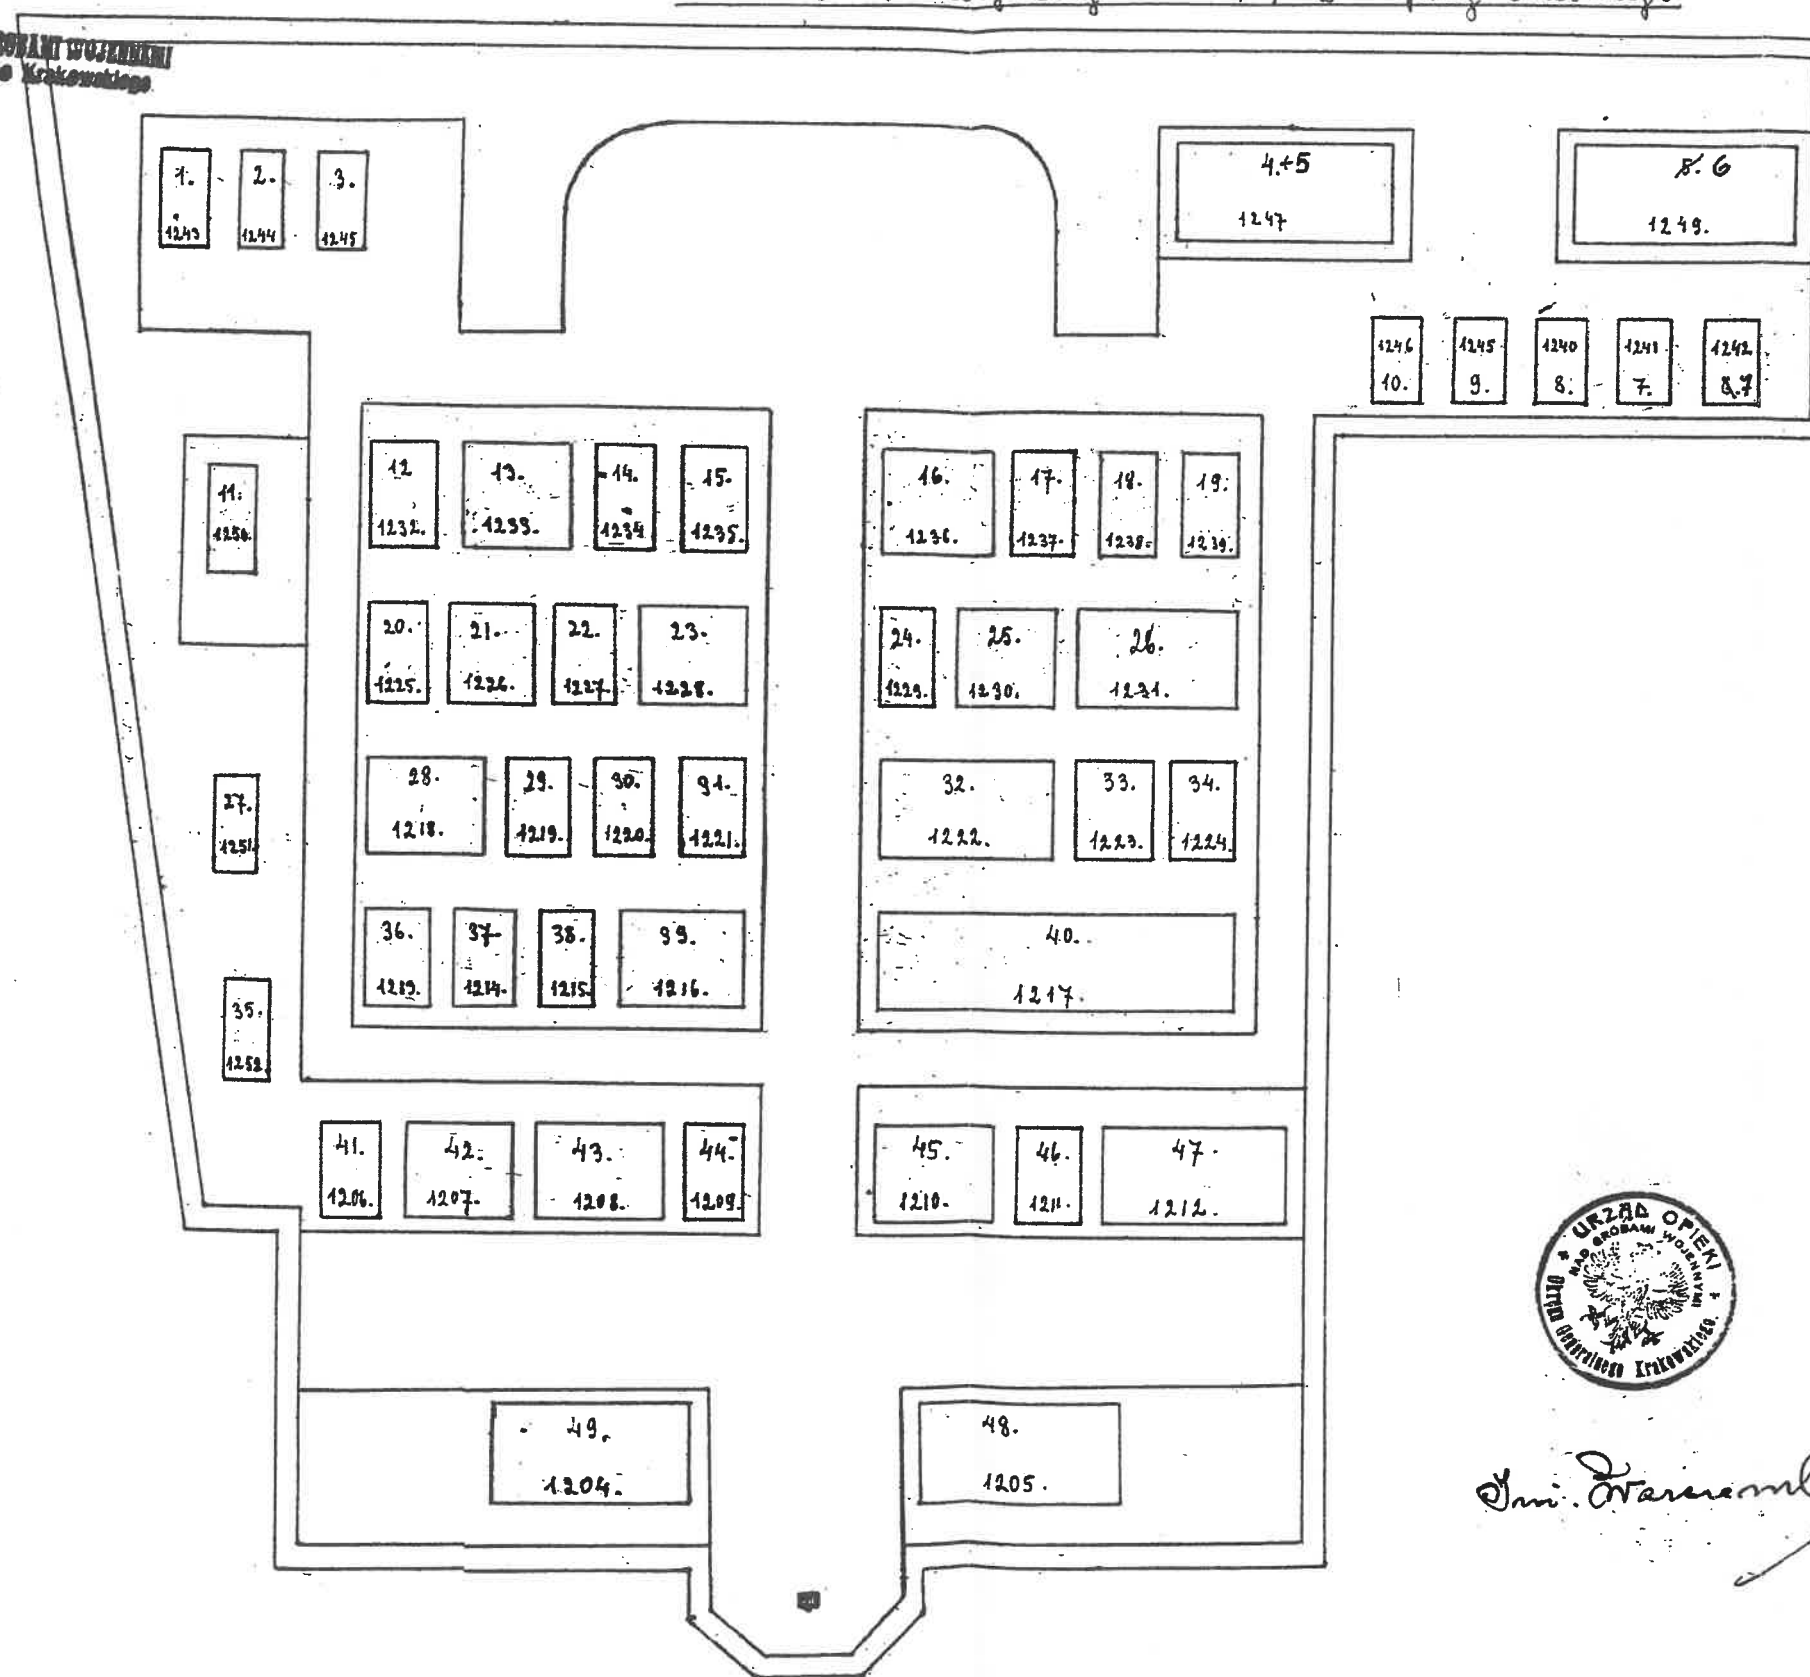 GROBAMI WOJENNEMI
Krakowskiego
1. 2. 3.
1243 1244 1245
4.+5
1247
6
1249.
1246 1245 1240 1241 1242
10. 9. 8. 7. 7
11.
1250.
12 13. 14. 15.
1232. 1233. 1234 1235.
16. 17. 18. 19.
1236. 1237. 1238. 1239.
20. 21. 22. 23.
1225. 1226. 1227. 1228.
24. 25. 26.
1229. 1230. 1231.
27.
1251.
28. 29. 30. 31.
1218. 1219. 1220. 1221.
32. 33. 34.
1222. 1223. 1224.
35.
1252.
36. 37. 38. 39.
1213. 1214. 1215. 1216.
40.
1217.
41. 42. 43. 44.
1206. 1207. 1208. 1209.
45. 46. 47.
1210. 1211. 1212.
49.
1204.
48.
1205.
URZĄD OPIEKI
NAD GROBAMI WOJENNYMI
Okręgu Generalnego Krakowskiego.